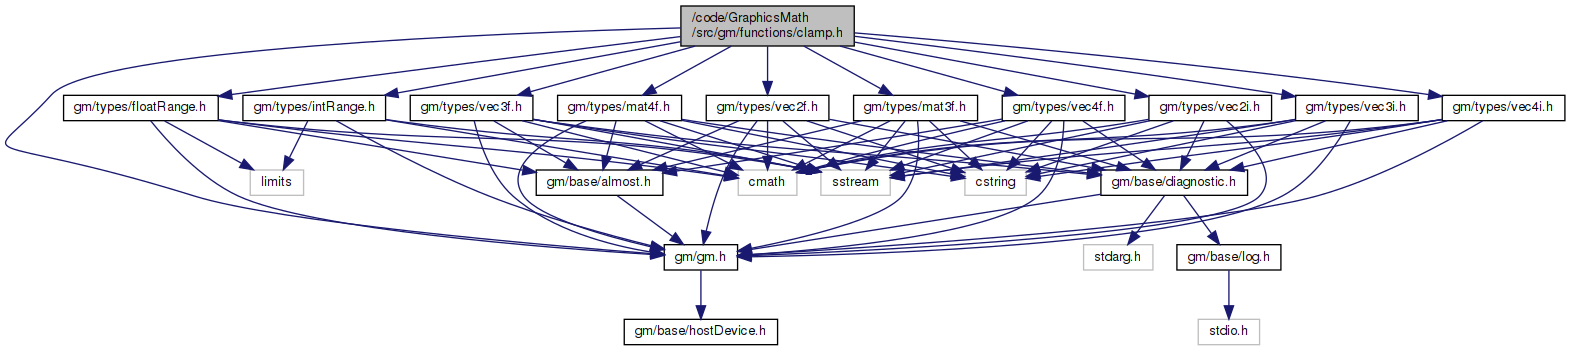 /code/GraphicsMath
/src/gm/functions/clamp.h
gm/types/floatRange.h
gm/types/intRange.h
gm/types/vec3f.h
gm/types/mat4f.h
gm/types/vec2f.h
gm/types/mat3f.h
gm/types/vec4f.h
gm/types/vec2i.h
gm/types/vec3i.h
gm/types/vec4i.h
limits
gm/base/almost.h
cmath
sstream
cstring
gm/base/diagnostic.h
gm/gm.h
stdarg.h
gm/base/log.h
gm/base/hostDevice.h
stdio.h